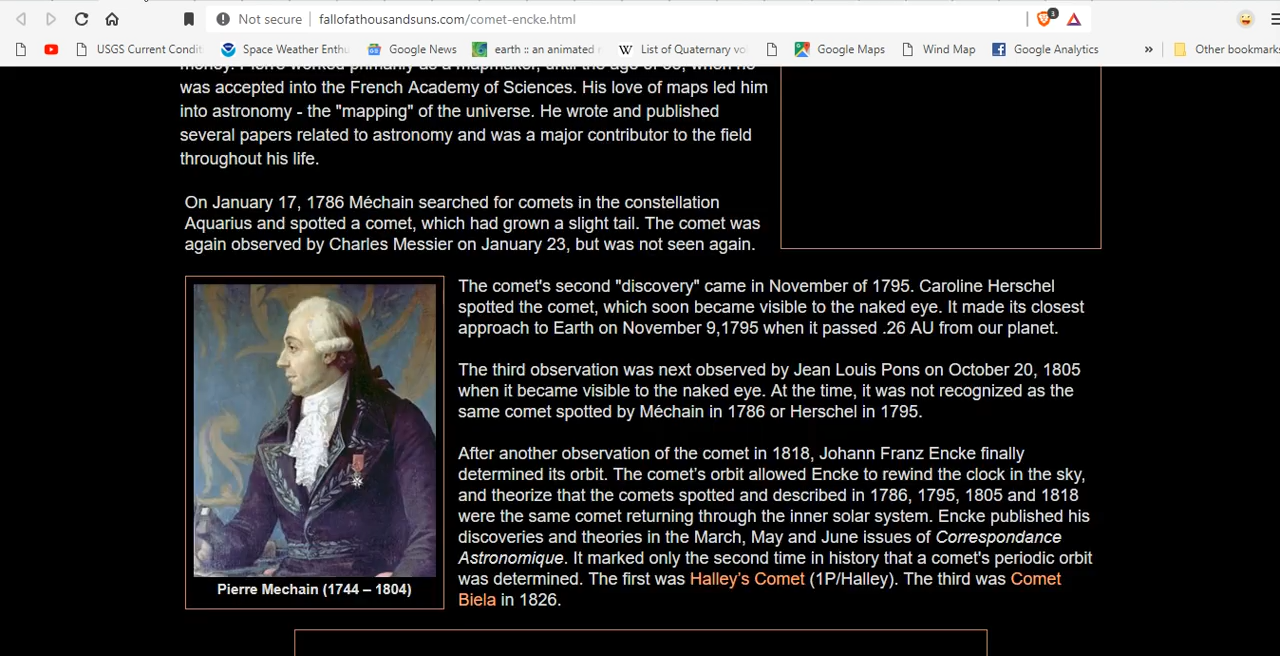 Not secure | fallofathousandsuns.com/comet-encke.html
3
USGS Current Condit Space Weather Enthu Google News earth :: an animated List of Quaternary vo Google Maps Wind Map Google Analytics » Other bookmarks
was accepted into the French Academy of Sciences. His love of maps led him
into astronomy - the "mapping" of the universe. He wrote and published
several papers related to astronomy and was a major contributor to the field
throughout his life.
On January 17, 1786 Méchain searched for comets in the constellation
Aquarius and spotted a comet, which had grown a slight tail. The comet was
again observed by Charles Messier on January 23, but was not seen again.
The comet's second "discovery" came in November of 1795. Caroline Herschel
spotted the comet, which soon became visible to the naked eye. It made its closest
approach to Earth on November 9,1795 when it passed .26 AU from our planet.
The third observation was next observed by Jean Louis Pons on October 20, 1805
when it became visible to the naked eye. At the time, it was not recognized as the
same comet spotted by Méchain in 1786 or Herschel in 1795.
After another observation of the comet in 1818, Johann Franz Encke finally
determined its orbit. The comet's orbit allowed Encke to rewind the clock in the sky,
and theorize that the comets spotted and described in 1786, 1795, 1805 and 1818
were the same comet returning through the inner solar system. Encke published his
discoveries and theories in the March, May and June issues of Correspondance
Astronomique. It marked only the second time in history that a comet's periodic orbit
was determined. The first was Halley's Comet (1P/Halley). The third was Comet
Biela in 1826.
Pierre Mechain (1744 – 1804)